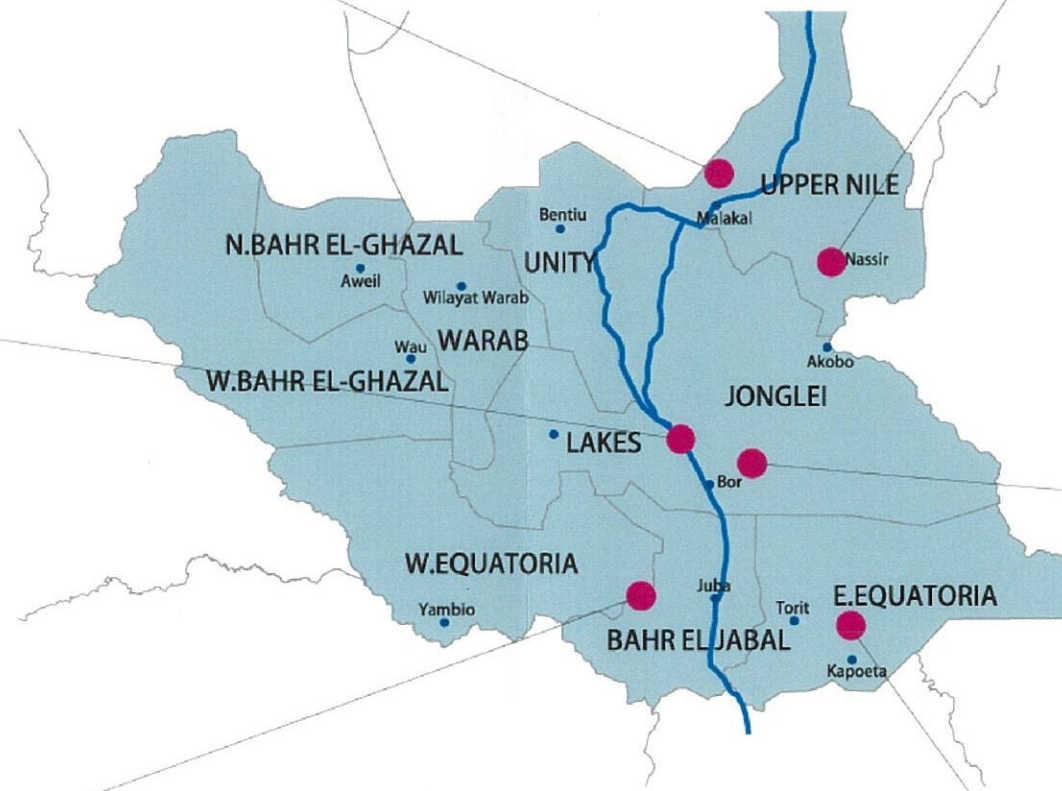 UPPER NILE
Bentiu
Malakal
N.BAHR EL-GHAZAL
UNITY
Nassir
Aweil
Wilayat Warab
WARAB
Wau
Akobo
W.BAHR EL-GHAZAL
JONGLEI
LAKES
Bor
W.EQUATORIA
Juba
E.EQUATORIA
Yambio
Torit
BAHR EL JABAL
Kapoeta